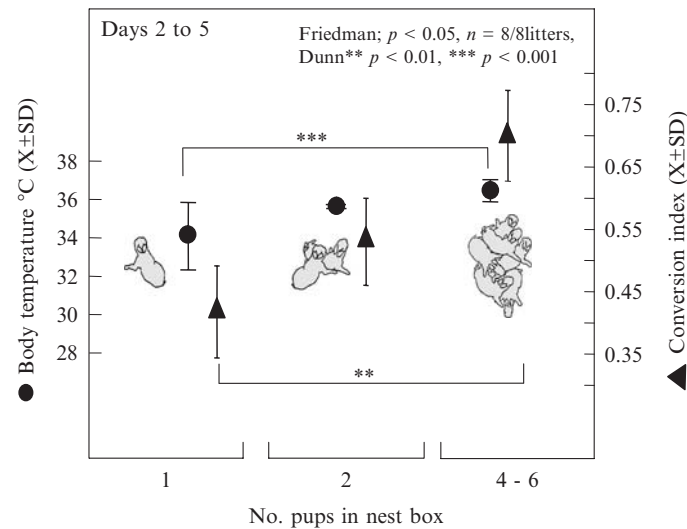 Days 2 to 5
Friedman; p < 0.05, n = 8/8litters,
Dunn** p < 0.01, *** p < 0.001
● Body temperature °C (X±SD)
38
36
34
32
30
28
***
**
0.75
0.65
0.55
0.45
0.35
▲ Conversion index (X±SD)
1
2
4 - 6
No. pups in nest box